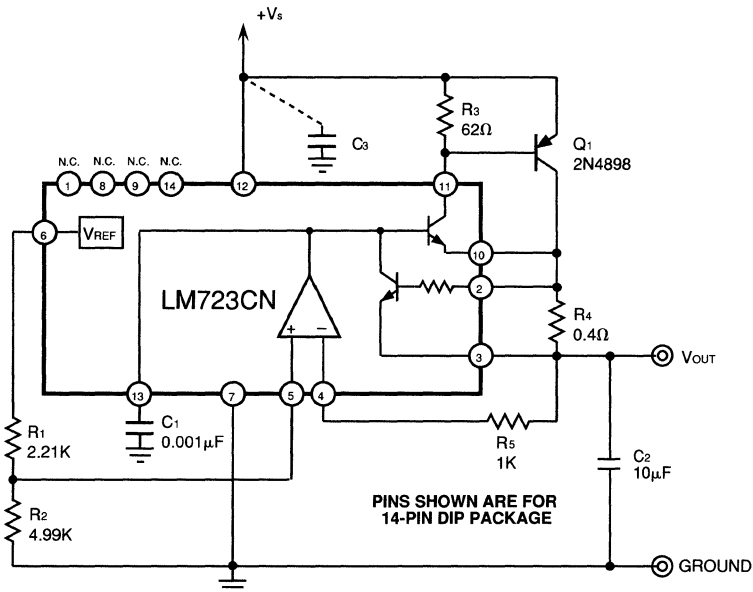 +Vs
R3
62Ω
C3
Q1
2N4898
N.C. N.C. N.C. N.C.
1 8 9 14 12 11
6 VREF
10
LM723CN
2
+ −
R4
0.4Ω
3
VOUT
13 7 5 4
C1
0.001μF
R1
2.21K
R5
1K
C2
10μF
PINS SHOWN ARE FOR
14-PIN DIP PACKAGE
R2
4.99K
GROUND